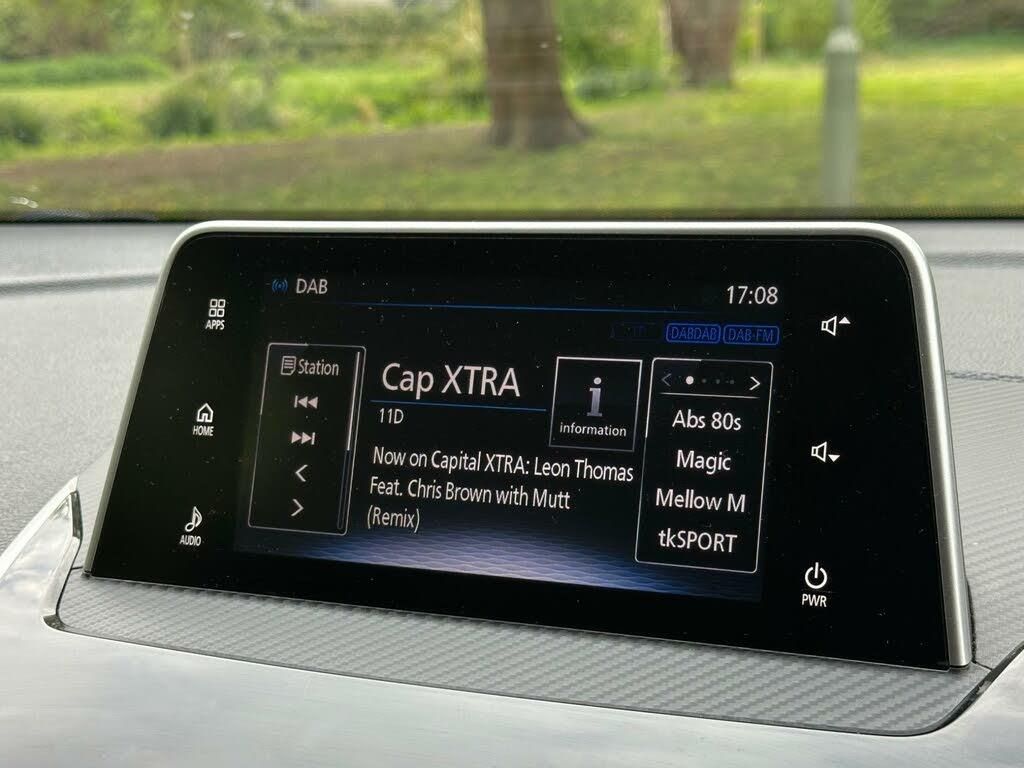 DAB
17:08
APPS
DABDAB
DAB-FM
Station
Cap XTRA
11D
information
Now on Capital XTRA: Leon Thomas
Feat. Chris Brown with Mutt
(Remix)
Abs 80s
Magic
Mellow M
tkSPORT
HOME
AUDIO
PWR